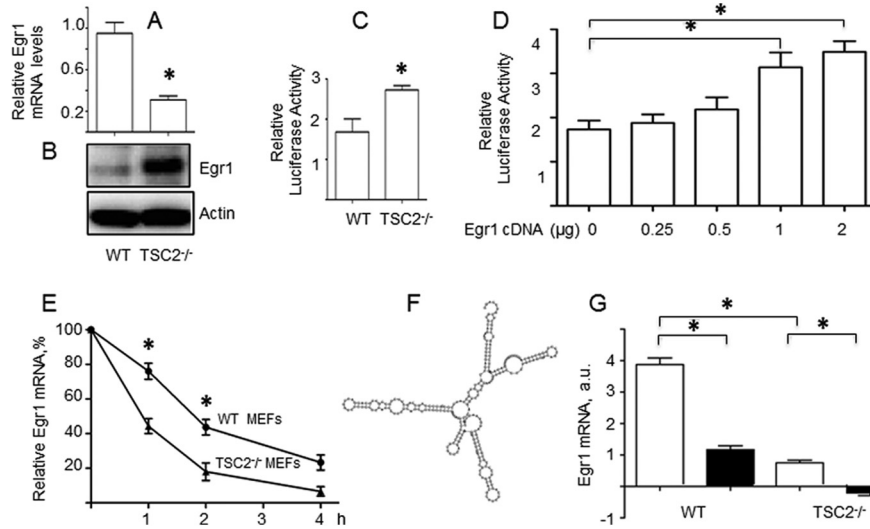 A
Relative Egr1
mRNA levels
1.0
0.6
0.2
*
B
Egr1
Actin
WT TSC2-/-
C
Relative
Luciferase Activity
3
2
1
*
WT TSC2-/-
D
Relative
Luciferase Activity
4
3
2
1
*
*
Egr1 cDNA (µg) 0 0.25 0.5 1 2
E
Relative Egr1 mRNA,%
100
80
60
40
20
*
*
WT MEFs
TSC2-/- MEFs
1 2 3 4 h
F
G
Egr1 mRNA, a.u.
4
3
2
1
0
-1
*
*
*
WT TSC2-/-